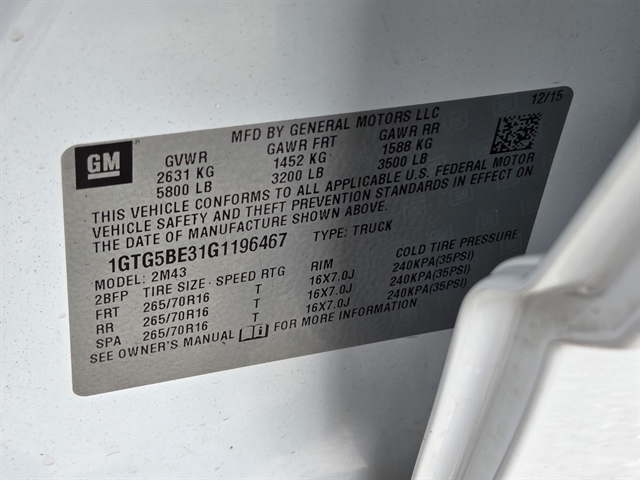 12/15
MFD BY GENERAL MOTORS LLC
GM
GVWR GAWR FRT GAWR RR
2631 KG 1452 KG 1588 KG
5800 LB 3200 LB 3500 LB
THIS VEHICLE CONFORMS TO ALL APPLICABLE U.S. FEDERAL MOTOR
VEHICLE SAFETY AND THEFT PREVENTION STANDARDS IN EFFECT ON
THE DATE OF MANUFACTURE SHOWN ABOVE.
1GTG5BE31G1196467 TYPE: TRUCK
MODEL: 2M43
2BFP TIRE SIZE - SPEED RTG RIM COLD TIRE PRESSURE
FRT 265/70R16 T 16X7.0J 240KPA(35PSI)
RR 265/70R16 T 16X7.0J 240KPA(35PSI)
SPA 265/70R16 T 16X7.0J 240KPA(35PSI)
SEE OWNER'S MANUAL FOR MORE INFORMATION